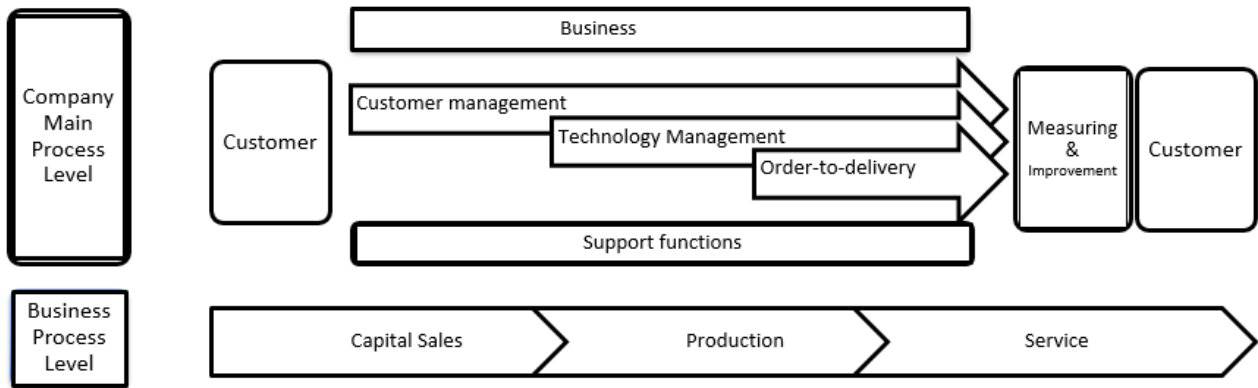 Company
Main
Process
Level
Customer
Business
Customer management
Technology Management
Order-to-delivery
Support functions
Measuring
&
Improvement
Customer
Business
Process
Level
Capital Sales
Production
Service